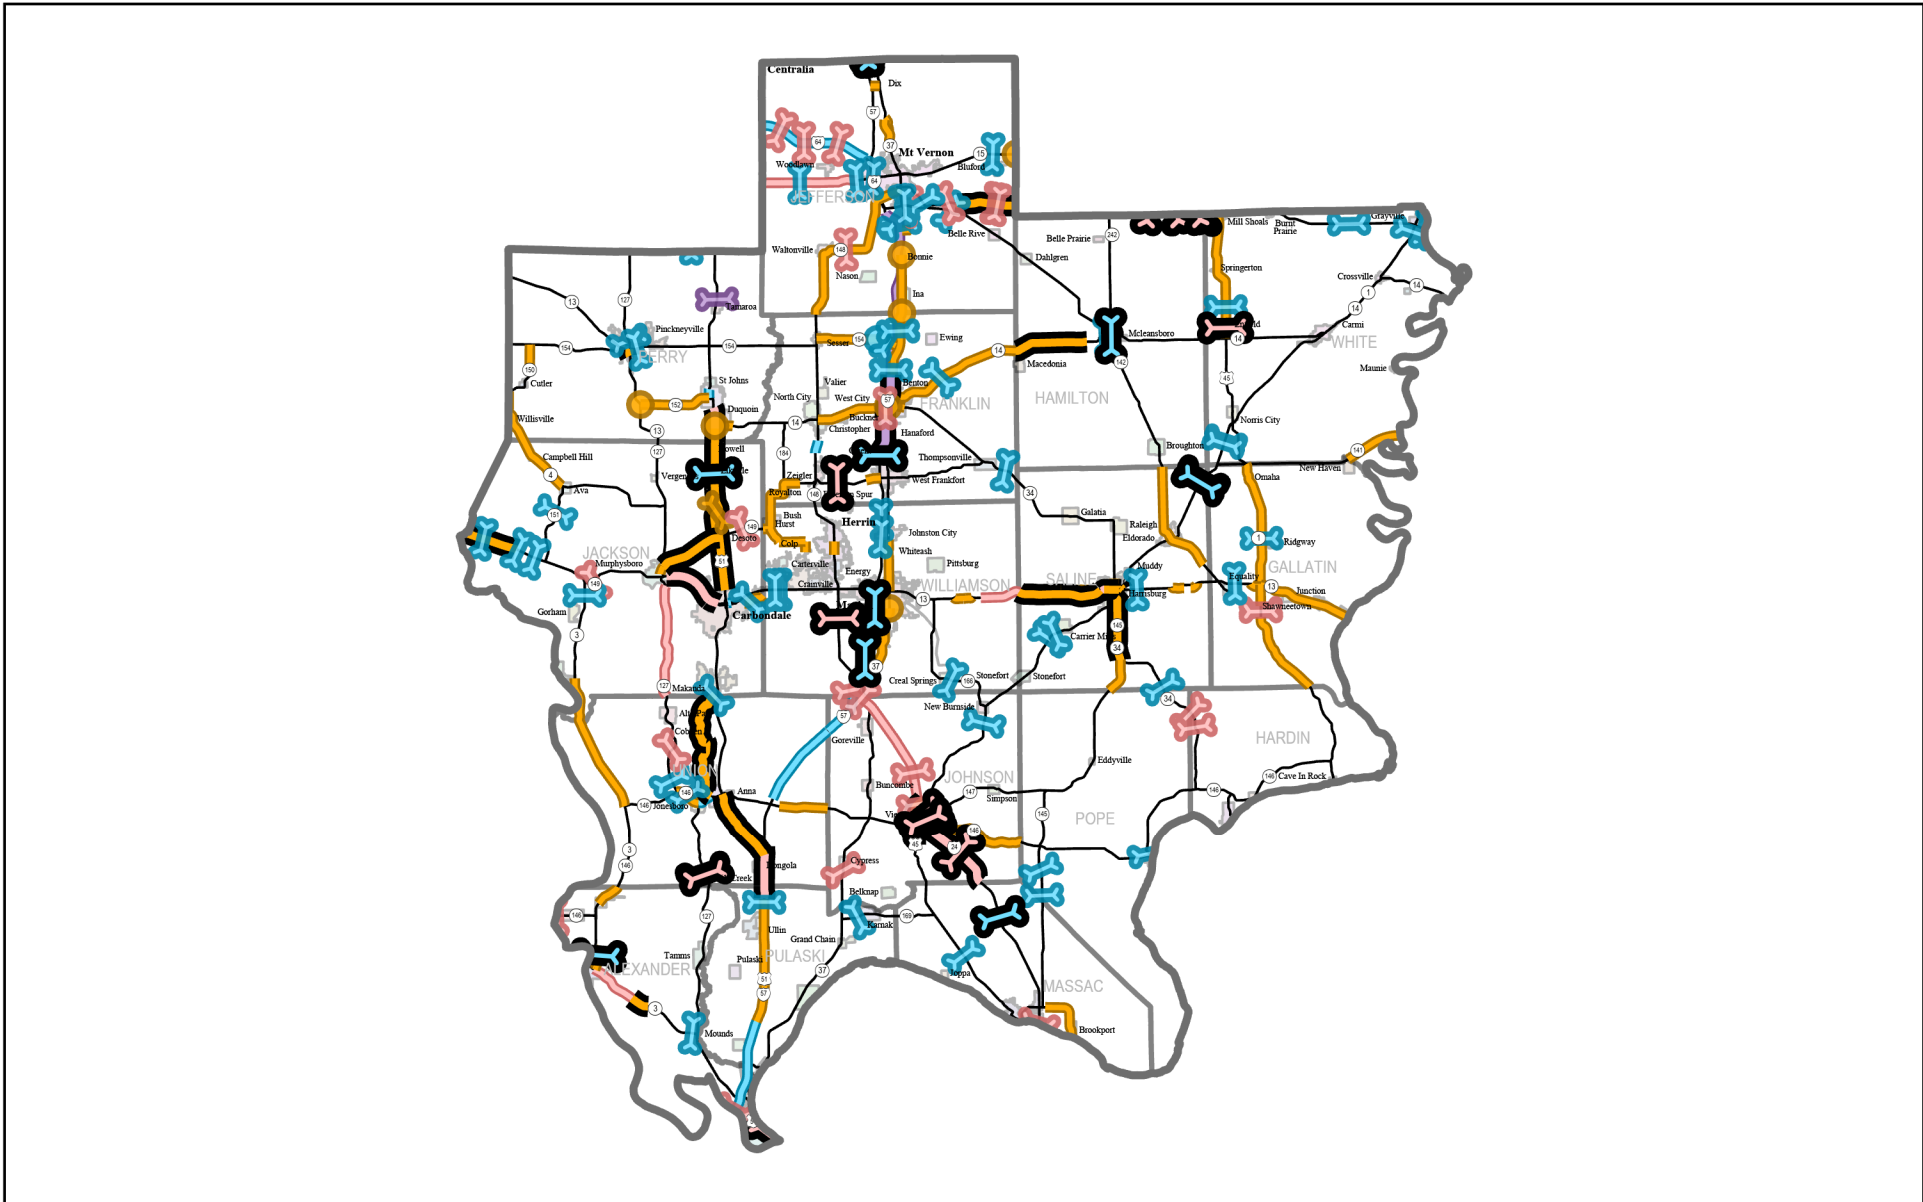 Centralia
Dix
57
37
Mt Vernon
64
15
Bluford
Woodlawn
64
JEFFERSON
Belle Rive
Waltonville
148
Nason
Bonnie
Ina
Belle Prairie
242
Dahlgren
Mill Shoals
Burnt
Prairie
Grayville
Springerton
Crossville
14
1
14
Carmi
WHITE
Maunie
14
45
Norris City
Mcleansboro
142
Macedonia
HAMILTON
Broughton
New Haven
141
Omaha
13
127
Tamaroa
Pinckneyville
PERRY
154
154
150
Cutler
St Johns
152
Duquoin
Willisville
13
127
Sesser
154
Ewing
14
Valier
North City
West City
Benton
57
Buckner
FRANKLIN
14
Christopher
Hanaford
184
Thompsonville
Zeigler
West Frankfort
148
Royalton
34
Campbell Hill
4
Ava
151
JACKSON
Murphysboro
149
Gorham
3
Desoto
149
51
Bush
Hurst
Colp
Herrin
Johnston City
Whiteash
Pittsburg
Energy
Carterville
Crainville
WILLIAMSON
13
Carbondale
37
Creal Springs
166
Stonefort
Stonefort
New Burnside
Galatia
Raleigh
Eldorado
SALINE
Muddy
Harrisburg
145
34
Carrier Mills
34
1
Ridgway
GALLATIN
Equality
13
Junction
Shawneetown
127
Makanda
Cobden
UNION
146
146
Jonesboro
Anna
57
Goreville
Buncombe
JOHNSON
147
Simpson
Eddyville
145
POPE
HARDIN
146
Cave In Rock
146
146
24
45
3
146
Cypress
Belknap
Karnak
169
Grand Chain
37
146
127
Ullin
Tamms
Pulaski
PULASKI
ALEXANDER
51
57
3
Mounds
Joppa
MASSAC
Brookport